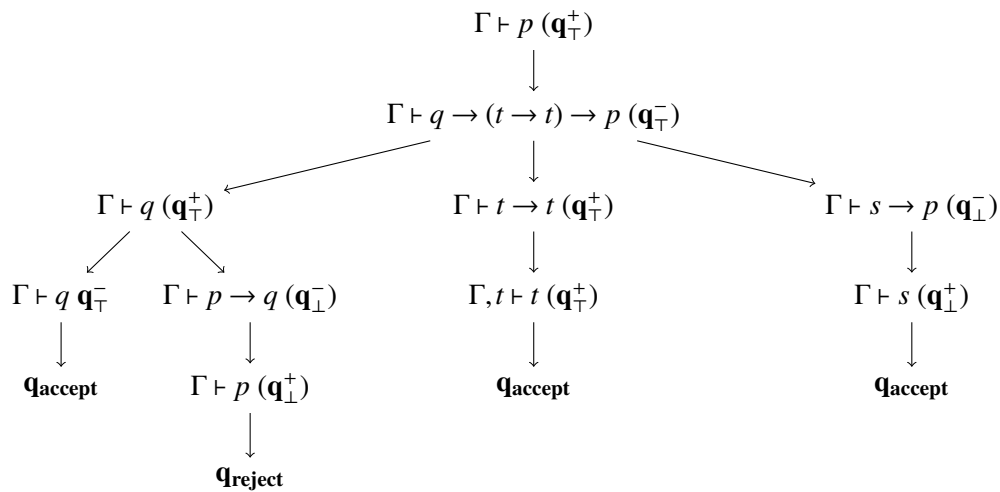 Γ ⊢ p (q⊤⁺)
Γ ⊢ q → (t → t) → p (q⊤⁻)
Γ ⊢ q (q⊤⁺) Γ ⊢ t → t (q⊤⁺) Γ ⊢ s → p (q⊥⁻)
Γ ⊢ q q⊤⁻ Γ ⊢ p → q (q⊥⁻) Γ, t ⊢ t (q⊤⁺) Γ ⊢ s (q⊥⁺)
qaccept Γ ⊢ p (q⊥⁺) qaccept qaccept
qreject